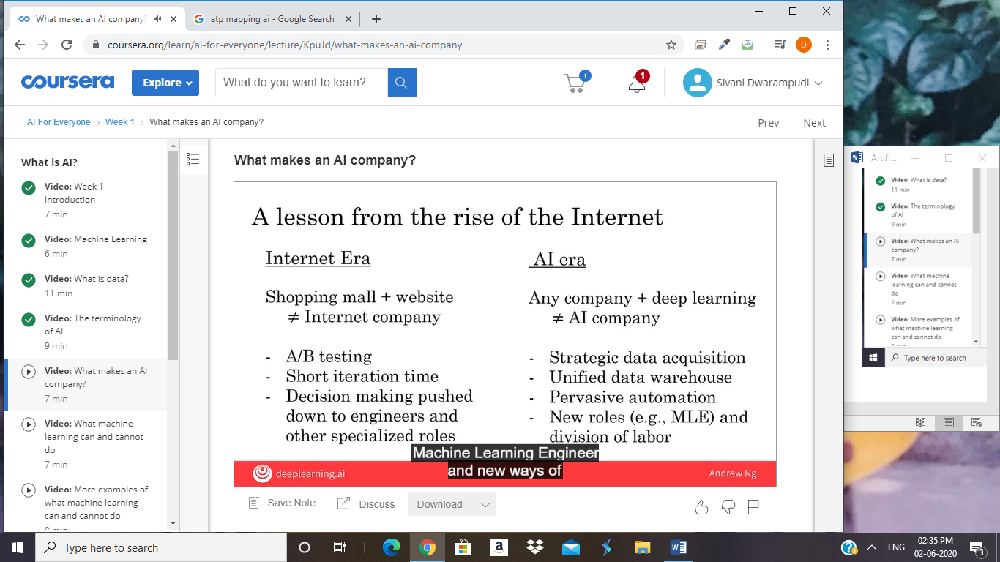 What makes an AI company?
atp mapping ai - Google Search
coursera.org/learn/ai-for-everyone/lecture/KpuJd/what-makes-an-ai-company
D
coursera
Explore
What do you want to learn?
1
1
Sivani Dwarampudi
AI For Everyone
Week 1
What makes an AI company?
Prev | Next
What is AI?
Video: Week 1
Introduction
7 min
Video: Machine Learning
6 min
Video: What is data?
11 min
Video: The terminology
of AI
9 min
Video: What makes an AI
company?
7 min
Video: What machine
learning can and cannot
do
7 min
Video: More examples of
what machine learning
can and cannot do
What makes an AI company?
A lesson from the rise of the Internet
Internet Era
Shopping mall + website
≠ Internet company
- A/B testing
- Short iteration time
- Decision making pushed
down to engineers and
other specialized roles
AI era
Any company + deep learning
≠ AI company
- Strategic data acquisition
- Unified data warehouse
- Pervasive automation
- New roles (e.g., MLE) and
division of labor
Machine Learning Engineer
and new ways of
deeplearning.ai
Andrew Ng
Save Note
Discuss
Download
W
Artifi...
Video: What is data?
11 min
Video: The terminology
of AI
9 min
Video: What makes an AI
company?
7 min
Video: What machine
learning can and cannot
do
7 min
Video: More examples of
what machine learning
can and cannot do
Type here to search
Type here to search
a
W
ENG
02:35 PM
02-06-2020
3